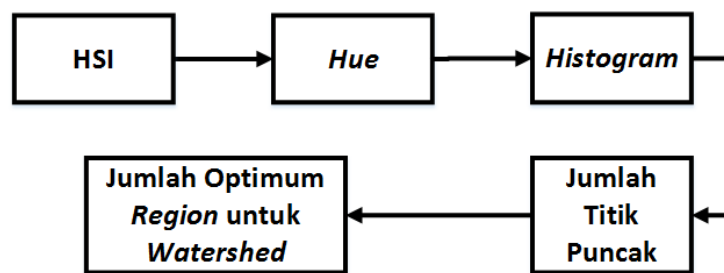 HSI
Hue
Histogram
Jumlah Titik Puncak
Jumlah Optimum
Region untuk
Watershed